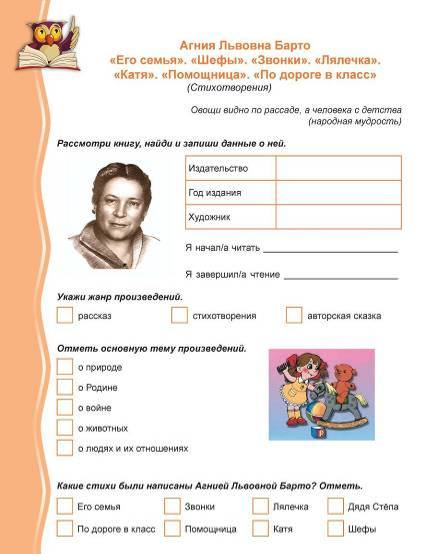 Агния Львовна Барто
«Его семья». «Шефы». «Звонки». «Лялечка».
«Катя». «Помощница». «По дороге в класс»
(Стихотворения)
Овощи видно по рассаде, а человека с детства
(народная мудрость)
Рассмотри книгу, найди и запиши данные о ней.
Издательство
Год издания
Художник
Я начал/а читать
Я завершил/а чтение
Укажи жанр произведений.
рассказ стихотворения авторская сказка
Отметь основную тему произведений.
о природе
о Родине
о войне
о животных
о людях и их отношениях
Какие стихи были написаны Агнией Львовной Барто? Отметь.
Его семья Звонки Лялечка Дядя Стёпа
По дороге в класс Помощница Катя Шефы